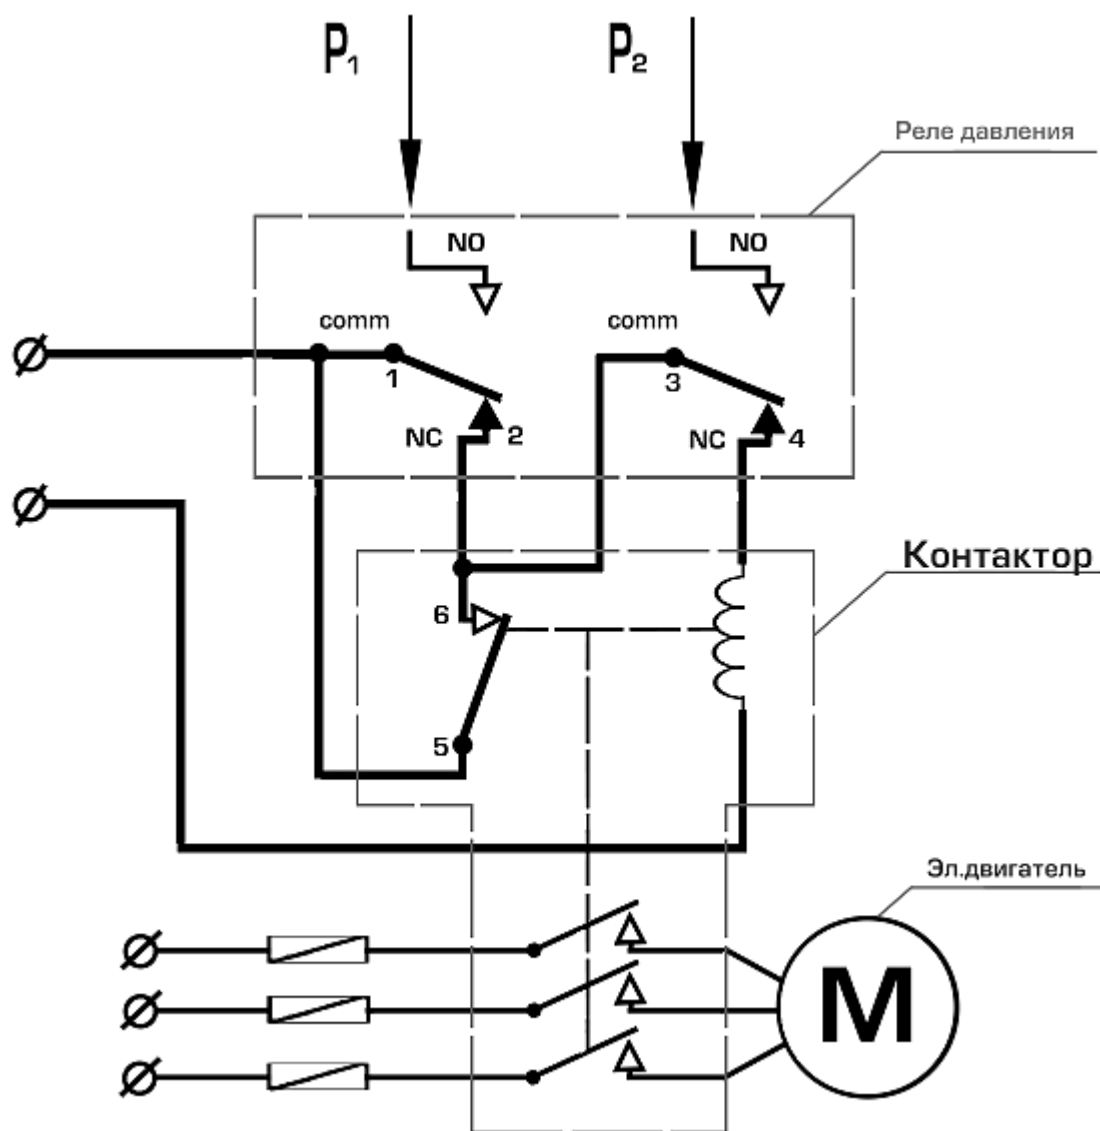 P1 P2
Реле давления
NO NO
comm comm
1 3
NC 2 NC 4
Контактор
6
5
Эл.двигатель
M